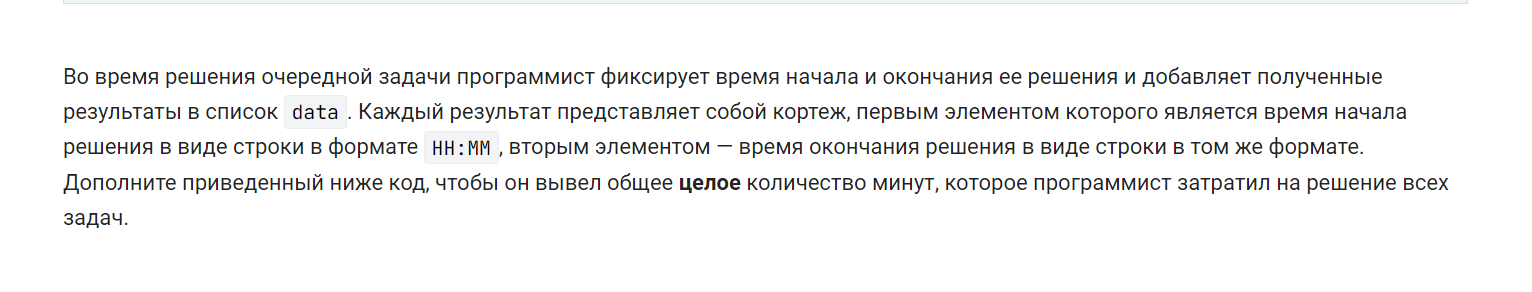 Во время решения очередной задачи программист фиксирует время начала и окончания ее решения и добавляет полученные
результаты в список data. Каждый результат представляет собой кортеж, первым элементом которого является время начала
решения в виде строки в формате HH:MM, вторым элементом — время окончания решения в виде строки в том же формате.
Дополните приведенный ниже код, чтобы он вывел общее целое количество минут, которое программист затратил на решение всех
задач.